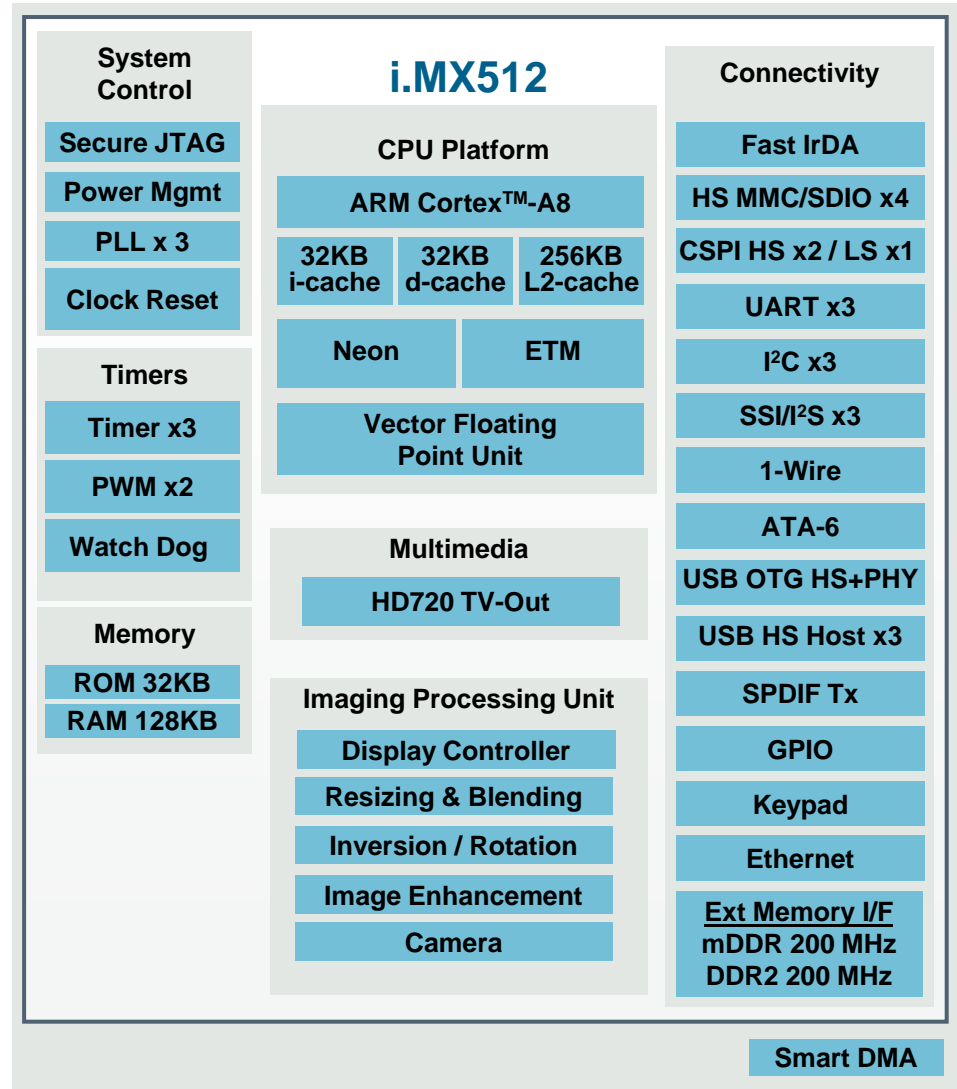 i.MX512
System
Control
Secure JTAG
Power Mgmt
PLL x 3
Clock Reset
Timers
Timer x3
PWM x2
Watch Dog
Memory
ROM 32KB
RAM 128KB
CPU Platform
ARM Cortex™-A8
32KB
i-cache
32KB
d-cache
256KB
L2-cache
Neon
ETM
Vector Floating
Point Unit
Multimedia
HD720 TV-Out
Imaging Processing Unit
Display Controller
Resizing & Blending
Inversion / Rotation
Image Enhancement
Camera
Connectivity
Fast IrDA
HS MMC/SDIO x4
CSPI HS x2 / LS x1
UART x3
I²C x3
SSI/I²S x3
1-Wire
ATA-6
USB OTG HS+PHY
USB HS Host x3
SPDIF Tx
GPIO
Keypad
Ethernet
Ext Memory I/F
mDDR 200 MHz
DDR2 200 MHz
Smart DMA